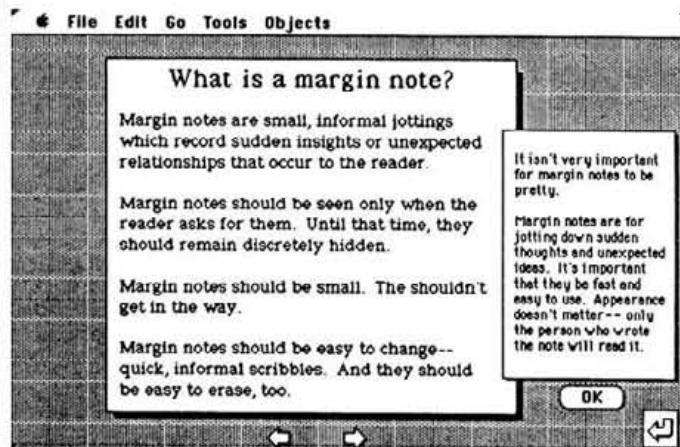 File Edit Go Tools Objects
What is a margin note?
Margin notes are small, informal jottings
which record sudden insights or unexpected
relationships that occur to the reader.
Margin notes should be seen only when the
reader asks for them. Until that time, they
should remain discretely hidden.
Margin notes should be small. The shouldn't
get in the way.
Margin notes should be easy to change--
quick, informal scribbles. And they should
be easy to erase, too.
It isn't very important
for margin notes to be
pretty.
Margin notes are for
jotting down sudden
thoughts and unexpected
ideas. It's important
that they be fast and
easy to use. Appearance
doesn't matter-- only
the person who wrote
the note will read it.
OK